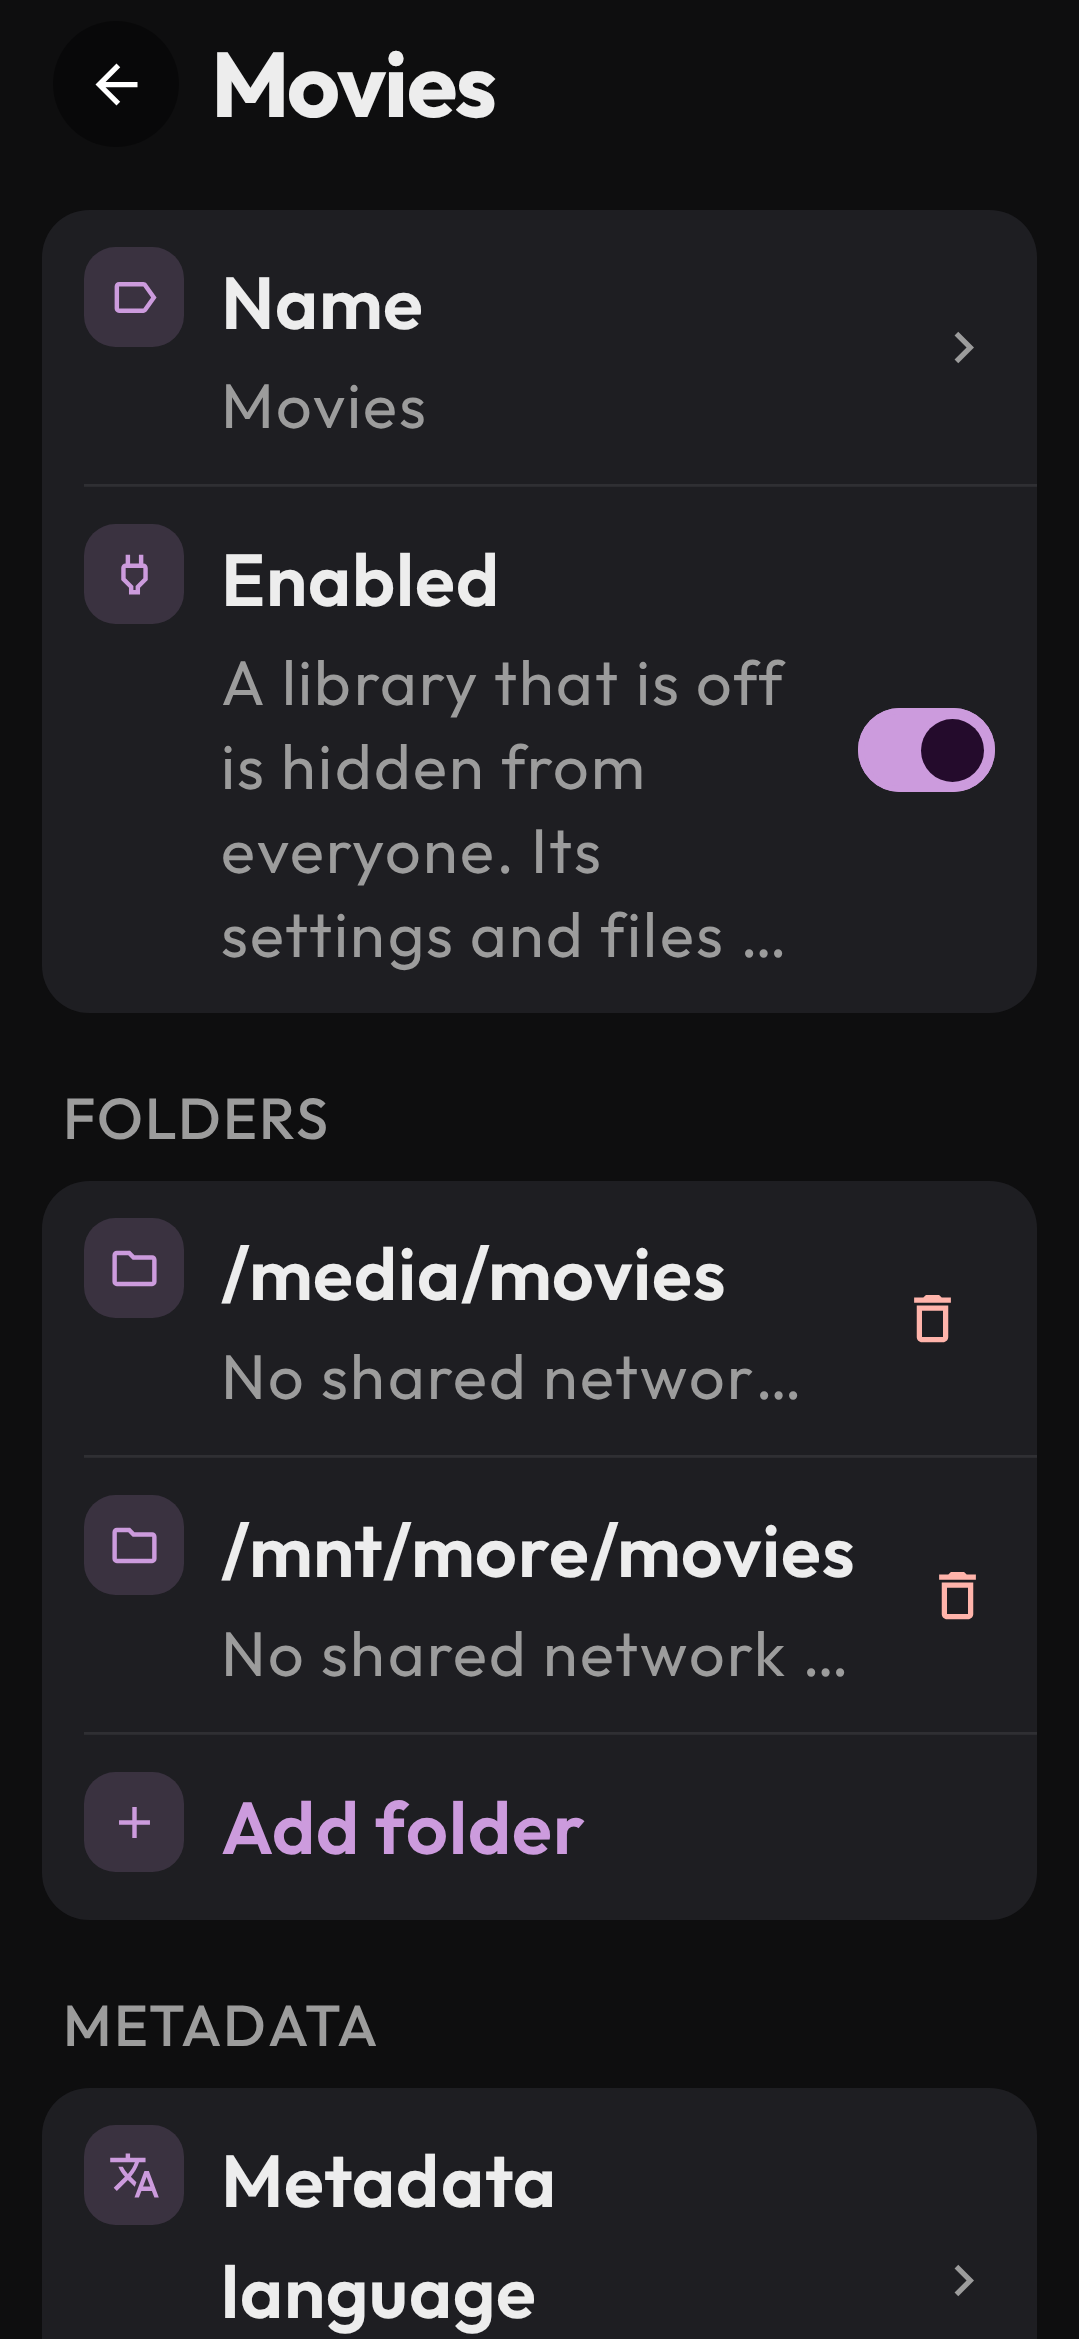 Movies
Name
Movies
Enabled
A library that is off
is hidden from
everyone. Its
settings and files …
FOLDERS
/media/movies
No shared networ…
/mnt/more/movies
No shared network …
Add folder
METADATA
Metadata
language